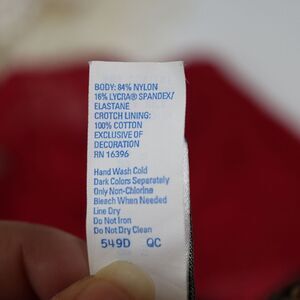 BODY: 84% NYLON
16% LYCRA® SPANDEX/
ELASTANE
CROTCH LINING:
100% COTTON
EXCLUSIVE OF
DECORATION
RN 16396
Hand Wash Cold
Dark Colors Separately
Only Non-Chlorine
Bleach When Needed
Line Dry
Do Not Iron
Do Not Dry Clean
549D QC